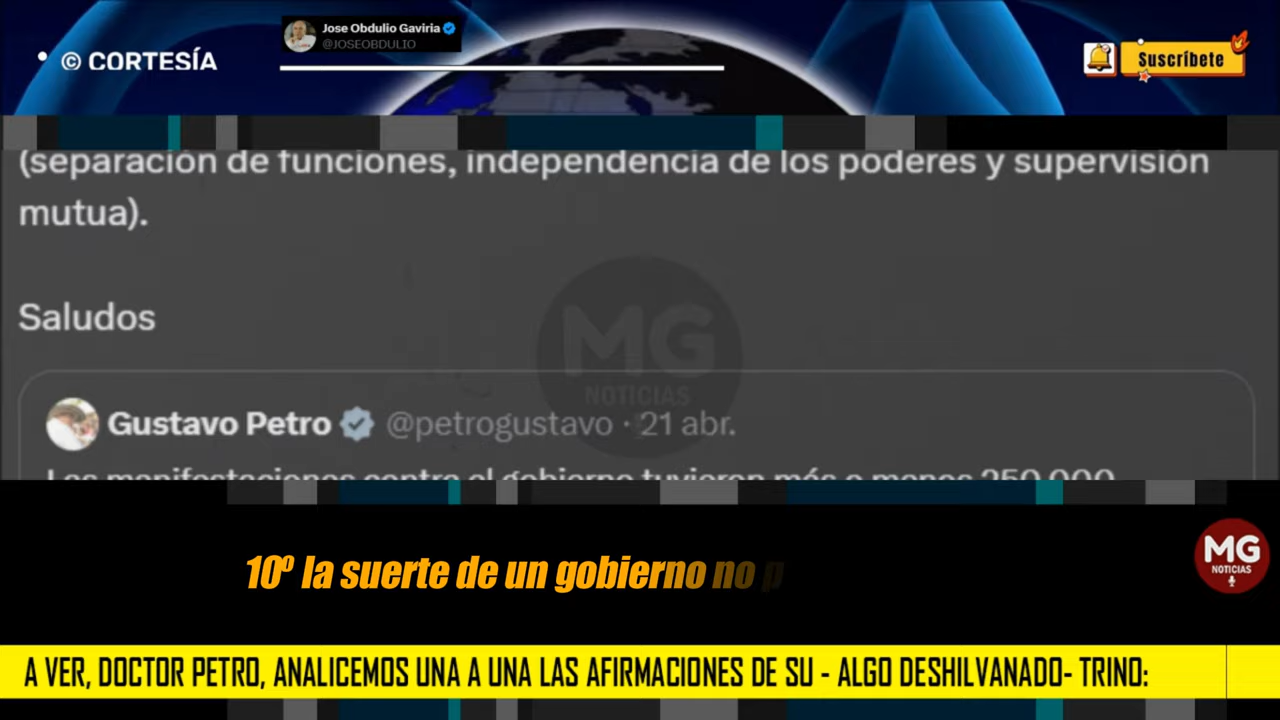 Jose Obdulio Gaviria
@JOSEOBDULIO
© CORTESÍA
Suscríbete
(separación de funciones, independencia de los poderes y supervisión
mutua).
Saludos
MG
NOTICIAS
Gustavo Petro @petrogustavo · 21 abr.
Las manifestaciones contra el gobierno tuvieron más o menos 250.000
10º la suerte de un gobierno no p
MG
NOTICIAS
A VER, DOCTOR PETRO, ANALICEMOS UNA A UNA LAS AFIRMACIONES DE SU - ALGO DESHILVANADO- TRINO: